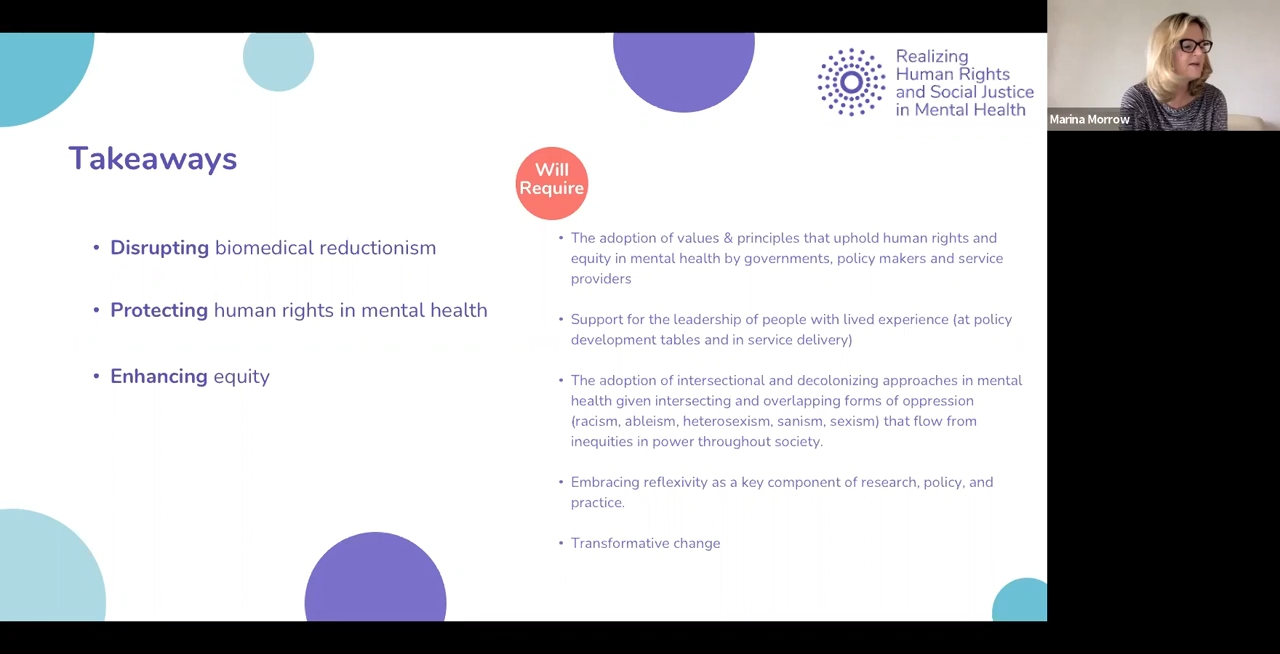 Realizing
Human Rights
and Social Justice
in Mental Health
Marina Morrow
Takeaways
• Disrupting biomedical reductionism
• Protecting human rights in mental health
• Enhancing equity
Will
Require
• The adoption of values & principles that uphold human rights and
equity in mental health by governments, policy makers and service
providers
• Support for the leadership of people with lived experience (at policy
development tables and in service delivery)
• The adoption of intersectional and decolonizing approaches in mental
health given intersecting and overlapping forms of oppression
(racism, ableism, heterosexism, sanism, sexism) that flow from
inequities in power throughout society.
• Embracing reflexivity as a key component of research, policy, and
practice.
• Transformative change